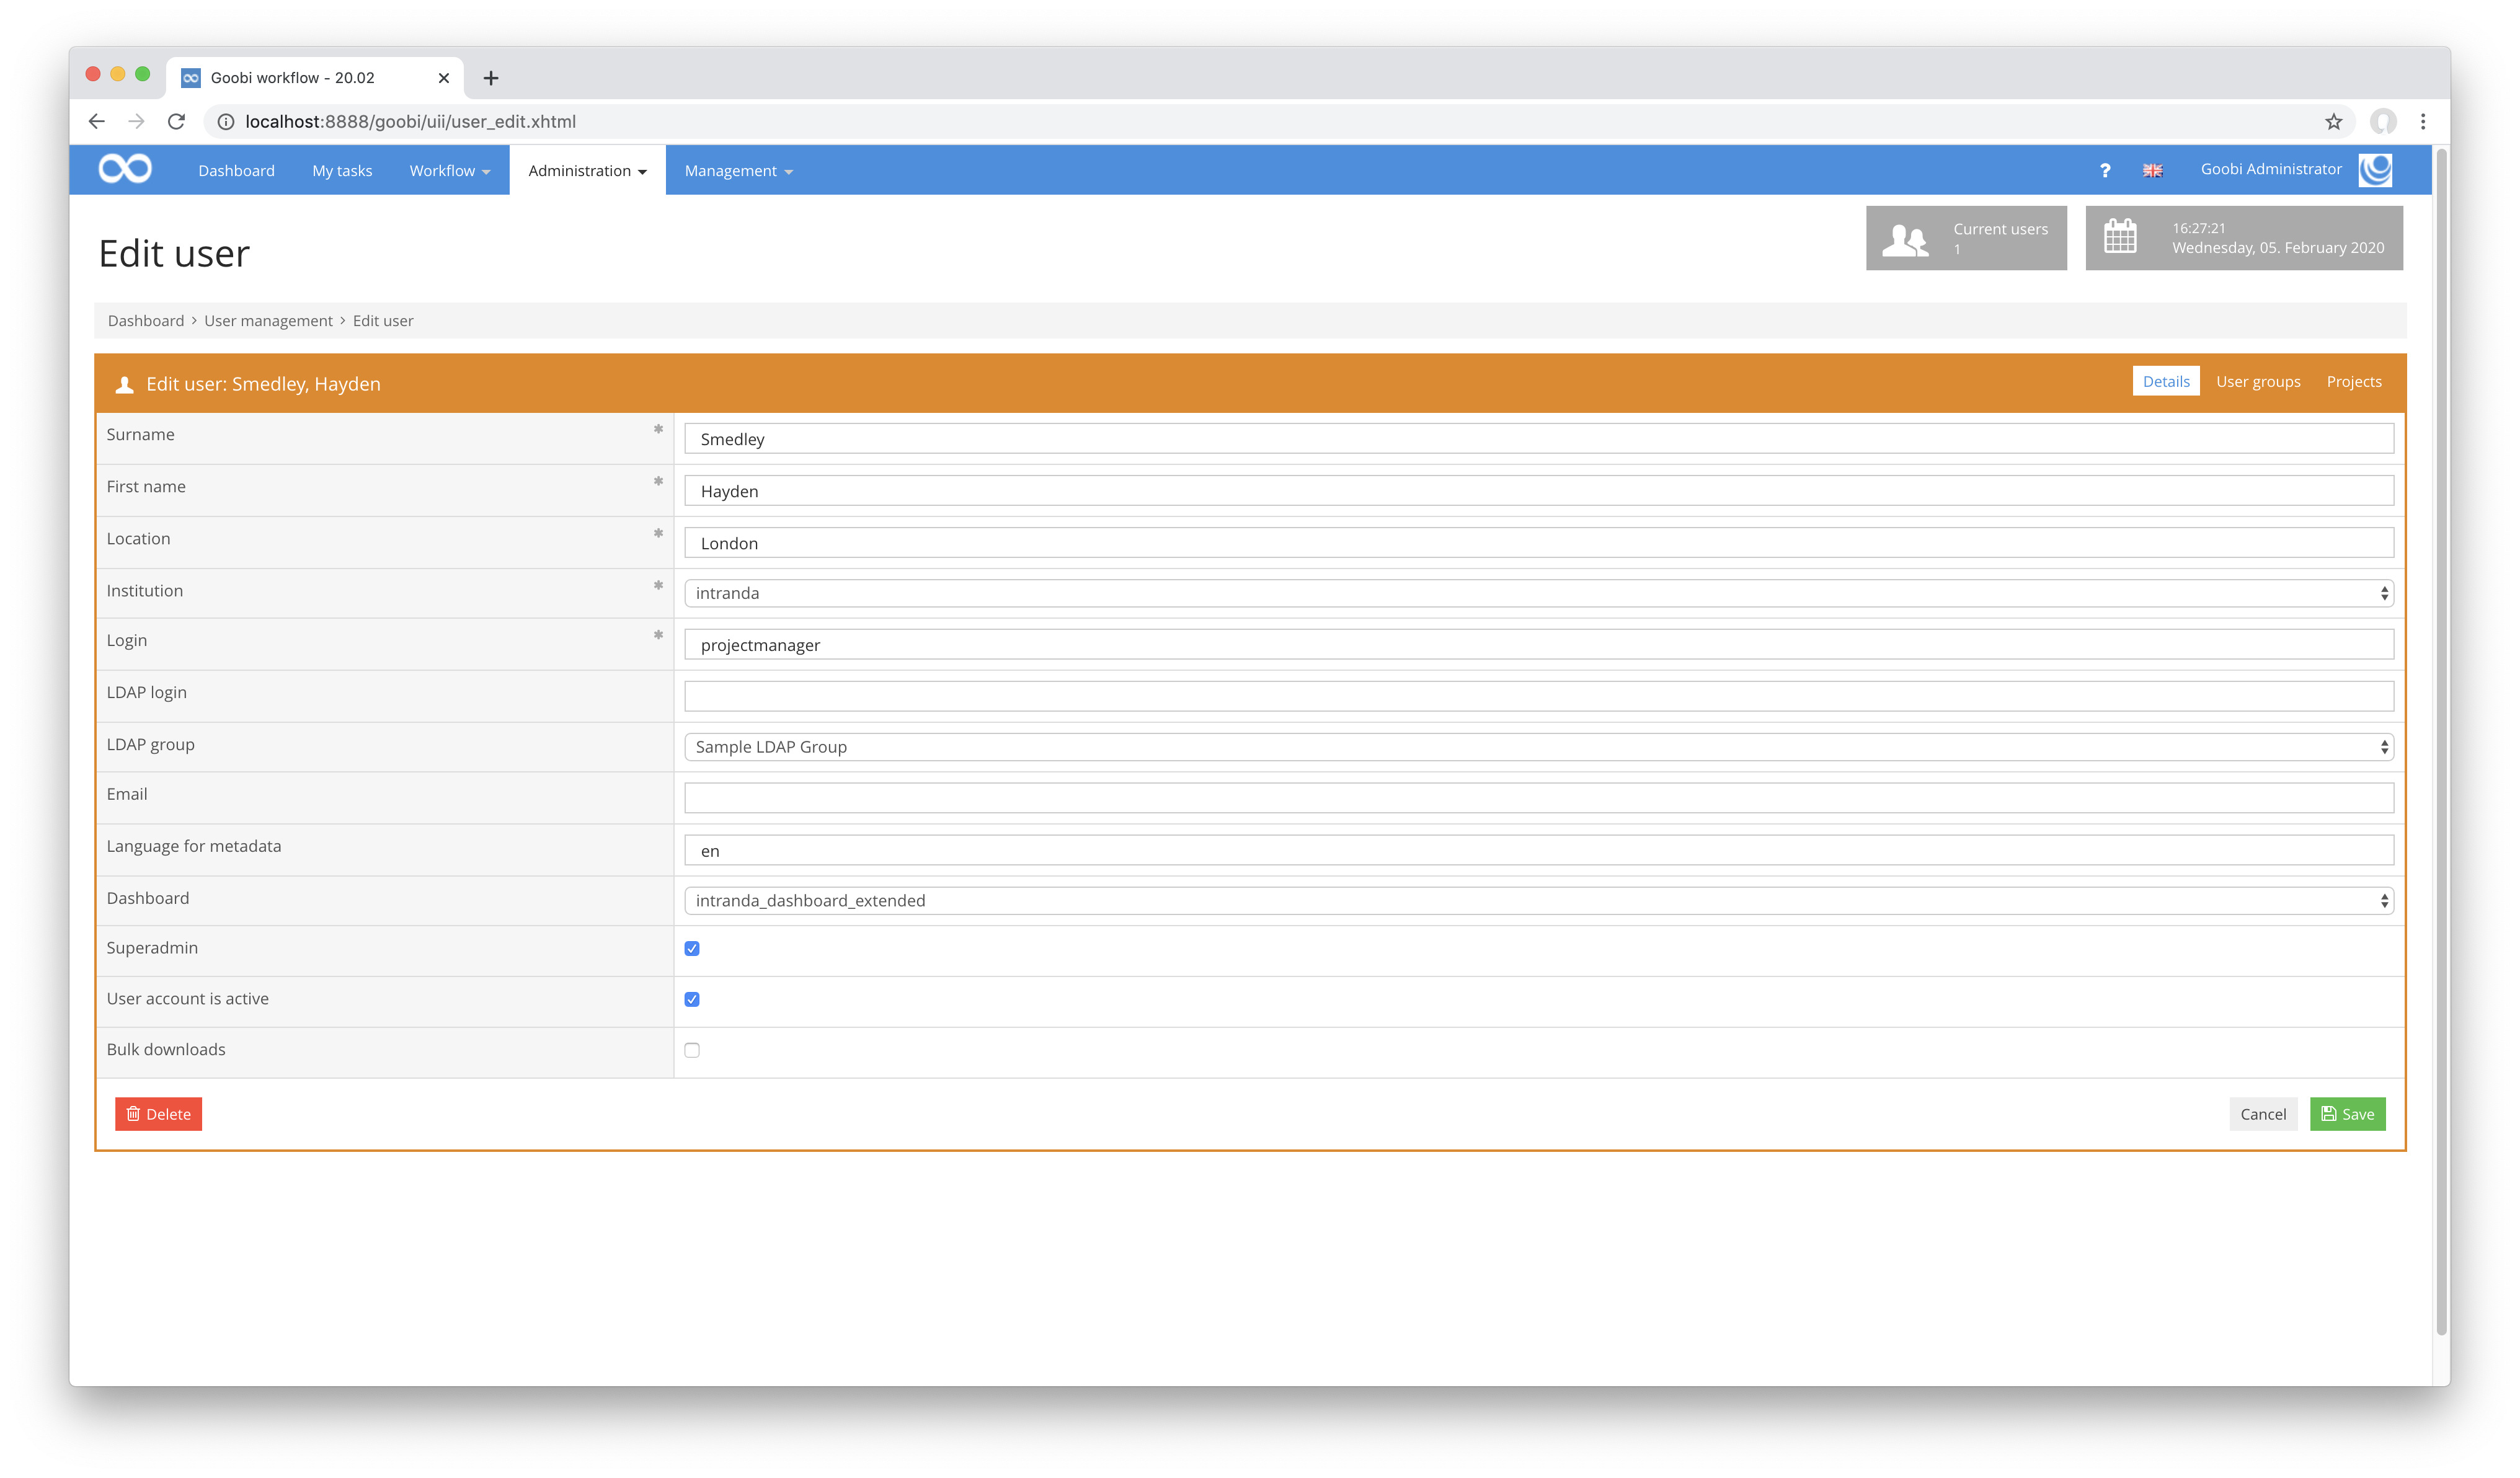 Goobi workflow - 20.02
localhost:8888/goobi/uii/user_edit.xhtml
Dashboard My tasks Workflow Administration Management ? Goobi Administrator
Edit user
Current users
1
16:27:21
Wednesday, 05. February 2020
Dashboard › User management › Edit user
Edit user: Smedley, Hayden Details User groups Projects
Surname * Smedley
First name * Hayden
Location * London
Institution * intranda
Login * projectmanager
LDAP login
LDAP group Sample LDAP Group
Email
Language for metadata en
Dashboard intranda_dashboard_extended
Superadmin
User account is active
Bulk downloads
Delete Cancel Save